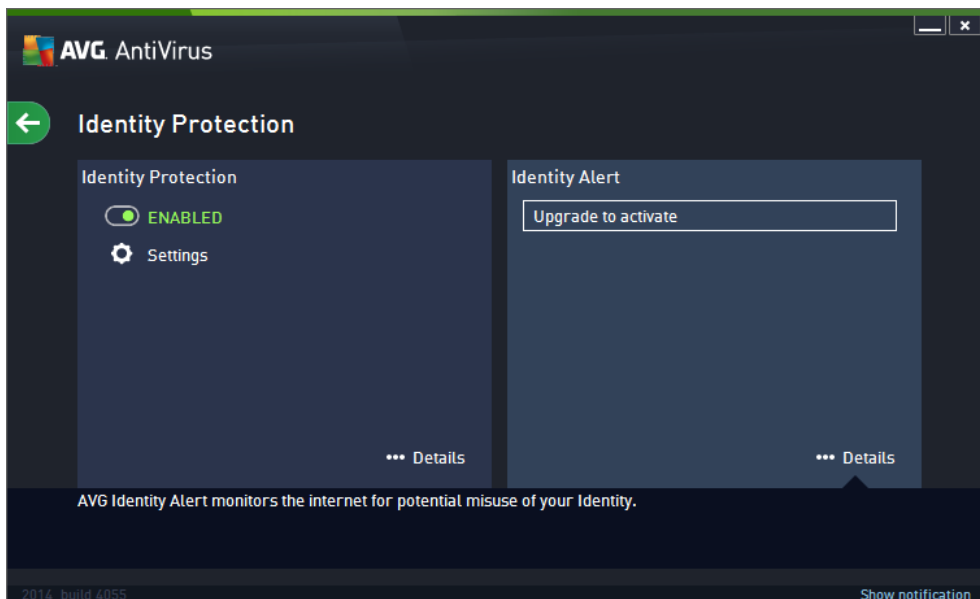 AVG. AntiVirus
Identity Protection
Identity Protection
ENABLED
Settings
••• Details
Identity Alert
Upgrade to activate
••• Details
AVG Identity Alert monitors the internet for potential misuse of your Identity.
2014 build 4055
Show notification